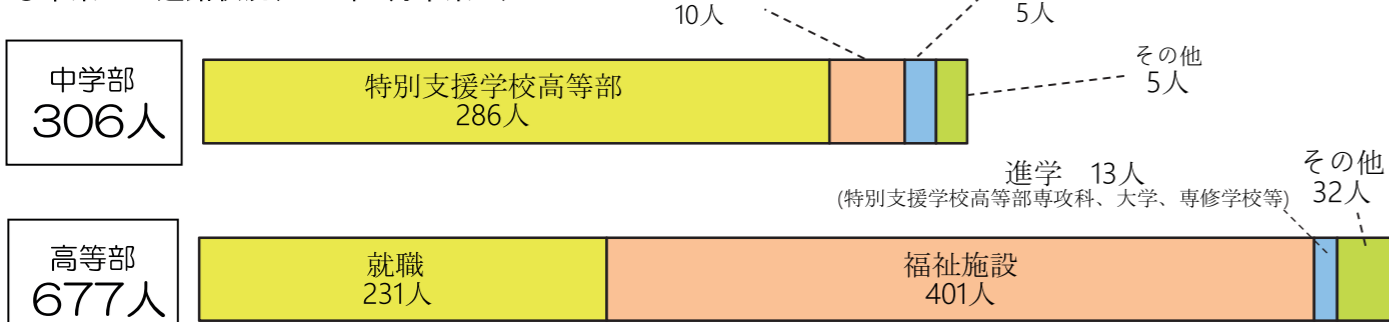 10人
5人
その他
5人
中学部
306人
特別支援学校高等部
286人
進学 13人
(特別支援学校高等部専攻科、大学、専修学校等)
その他
32人
高等部
677人
就職
231人
福祉施設
401人